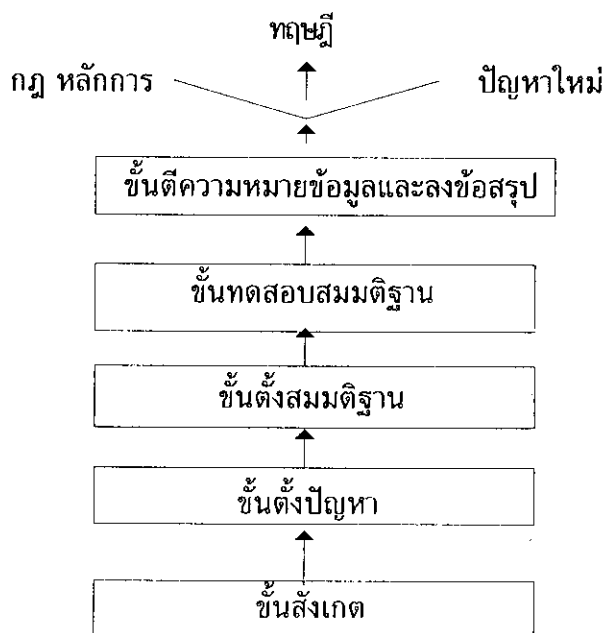 ทฤษฎี
กฎ หลักการ
ปัญหาใหม่
ขั้นตีความหมายข้อมูลและลงข้อสรุป
ขั้นทดสอบสมมติฐาน
ขั้นตั้งสมมติฐาน
ขั้นตั้งปัญหา
ขั้นสังเกต